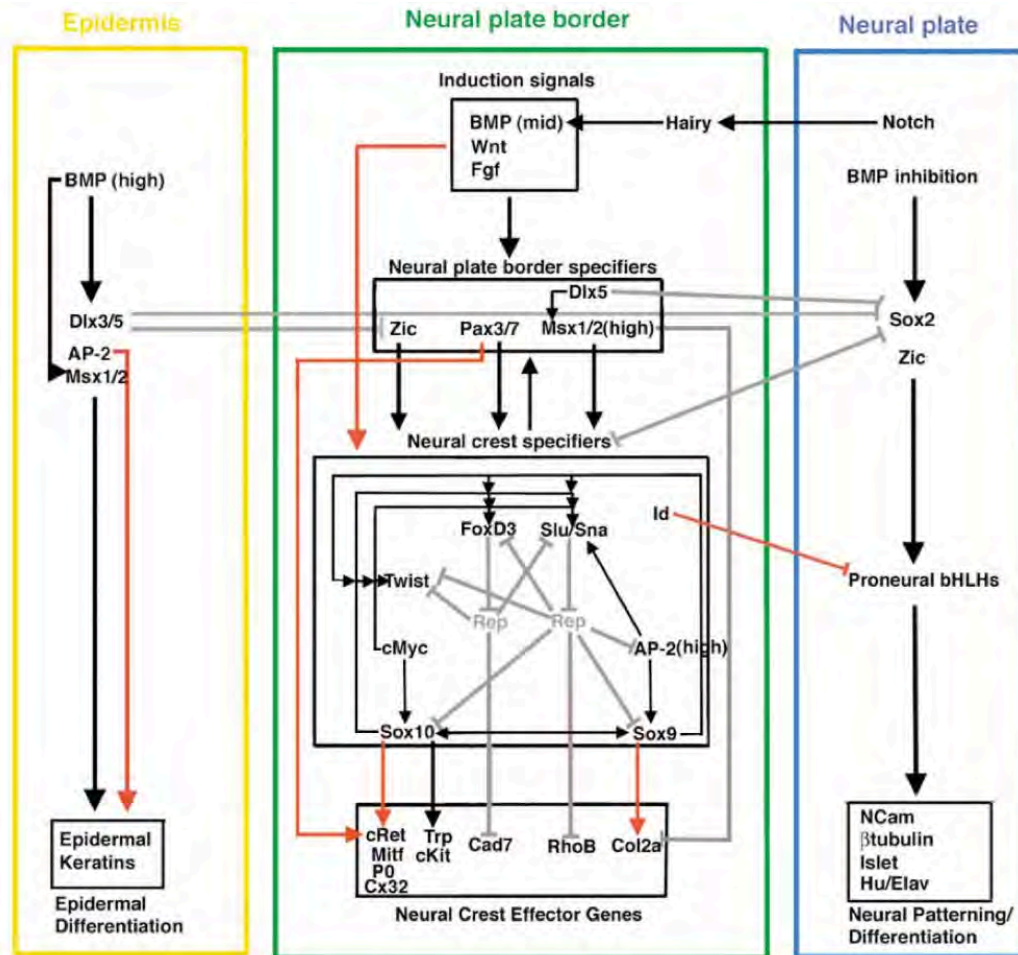 Epidermis
Neural plate border
Neural plate
Induction signals
BMP (mid)
Wnt
Fgf
Hairy
Notch
BMP (high)
BMP inhibition
Neural plate border specifiers
Dlx5
Dlx3/5
Zic
Pax3/7
Msx1/2(high)
Sox2
AP-2
Msx1/2
Zic
Neural crest specifiers
FoxD3
Slu/Sna
Id
Twist
Proneural bHLHs
Rep
Rep
cMyc
AP-2(high)
Sox10
Sox9
Epidermal
Keratins
Epidermal
Differentiation
cRet
Mitf
P0
Cx32
Trp
cKit
Cad7
RhoB
Col2a
Neural Crest Effector Genes
NCam
βtubulin
Islet
Hu/Elav
Neural Patterning/
Differentiation